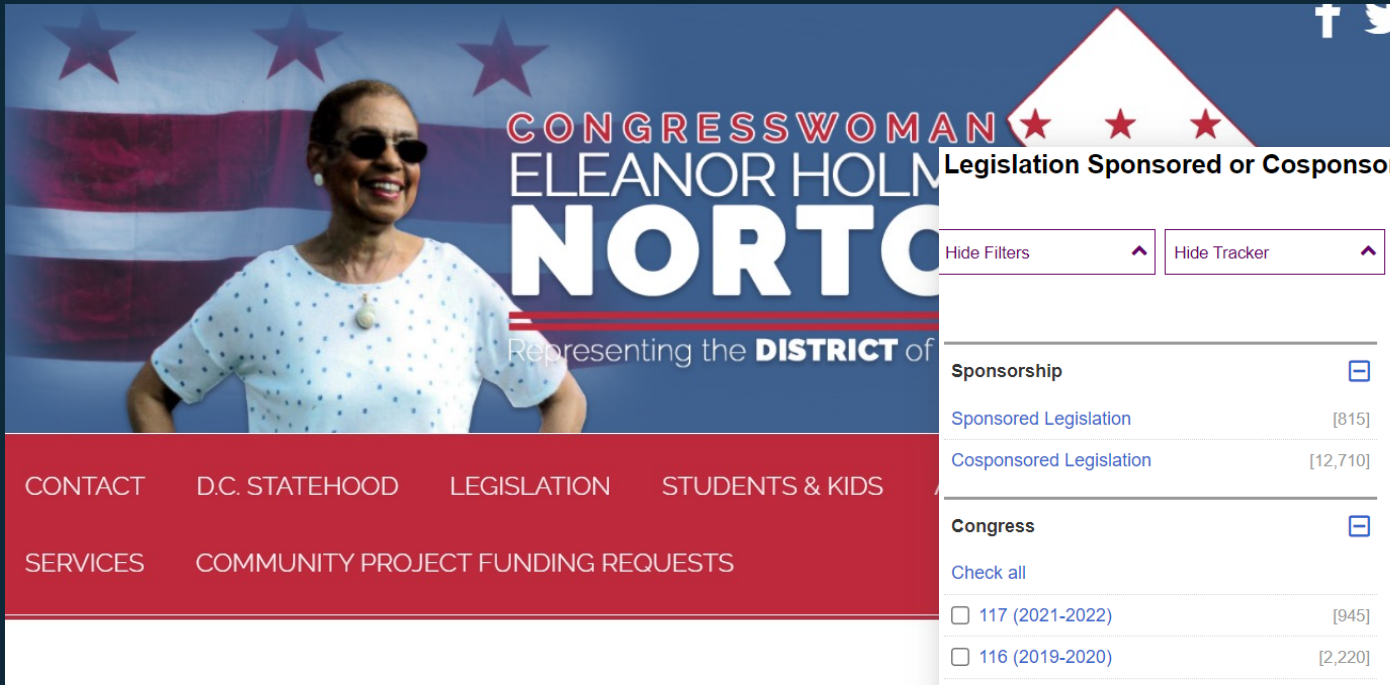 CONGRESSWOMAN
ELEANOR HOLM
NORTO
Representing the DISTRICT of
CONTACT D.C. STATEHOOD LEGISLATION STUDENTS & KIDS
SERVICES COMMUNITY PROJECT FUNDING REQUESTS
Legislation Sponsored or Cosponsor
Hide Filters Hide Tracker
Sponsorship
Sponsored Legislation [815]
Cosponsored Legislation [12,710]
Congress
Check all
117 (2021-2022) [945]
116 (2019-2020) [2,220]